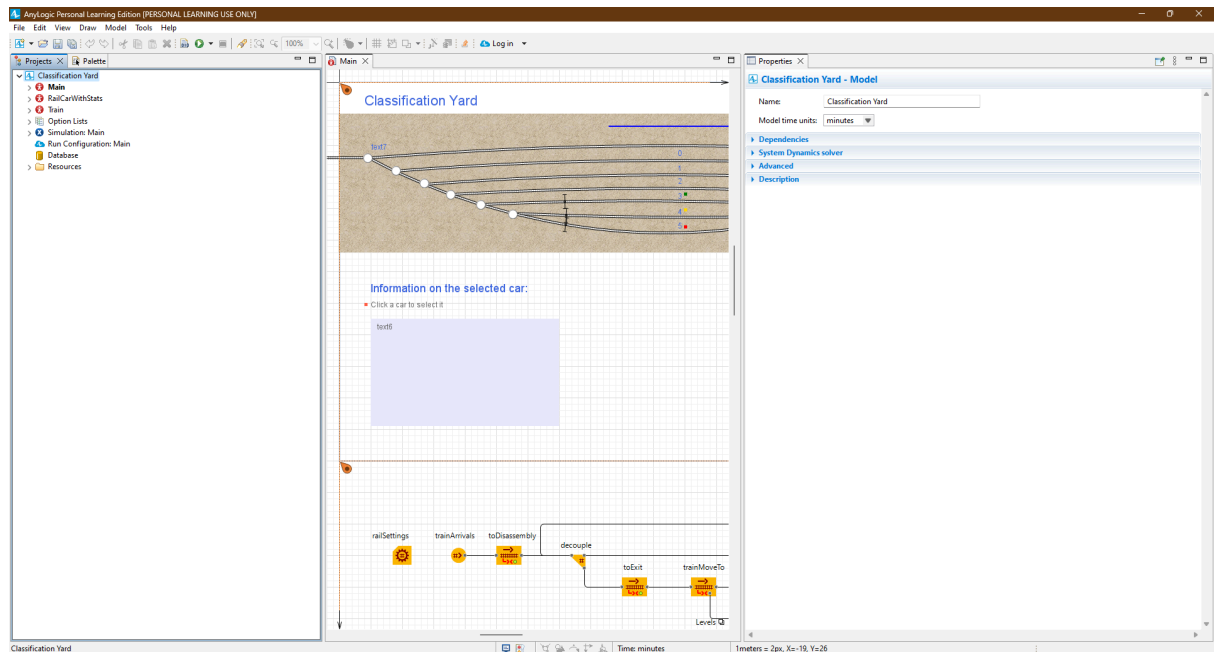 AnyLogic Personal Learning Edition [PERSONAL LEARNING USE ONLY]
File Edit View Draw Model Tools Help
100%
Log in
Projects
Palette
Main
Properties
Classification Yard
Main
RailCarWithStats
Train
Option Lists
Simulation: Main
Run Configuration: Main
Database
Resources
Classification Yard
text7
0
1
2
3
4
5
Information on the selected car:
Click a car to select it
text6
railSettings
trainArrivals
toDisassembly
decouple
toExit
trainMoveTo
Levels
Classification Yard - Model
Name: Classification Yard
Model time units: minutes
Dependencies
System Dynamics solver
Advanced
Description
Classification Yard
Time: minutes
1meters = 2px, X=-19, Y=26